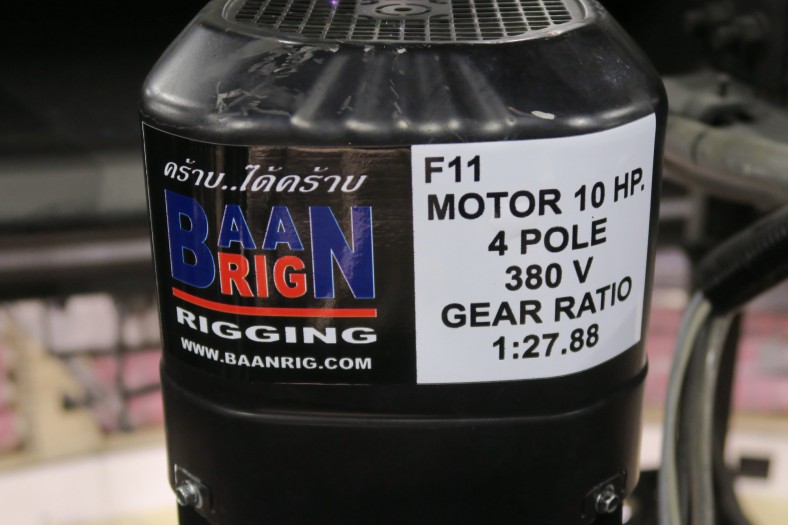 คร้าบ..ได้คร้าบ
BAAN
RIG
RIGGING
WWW.BAANRIG.COM
F11
MOTOR 10 HP.
4 POLE
380 V
GEAR RATIO
1:27.88